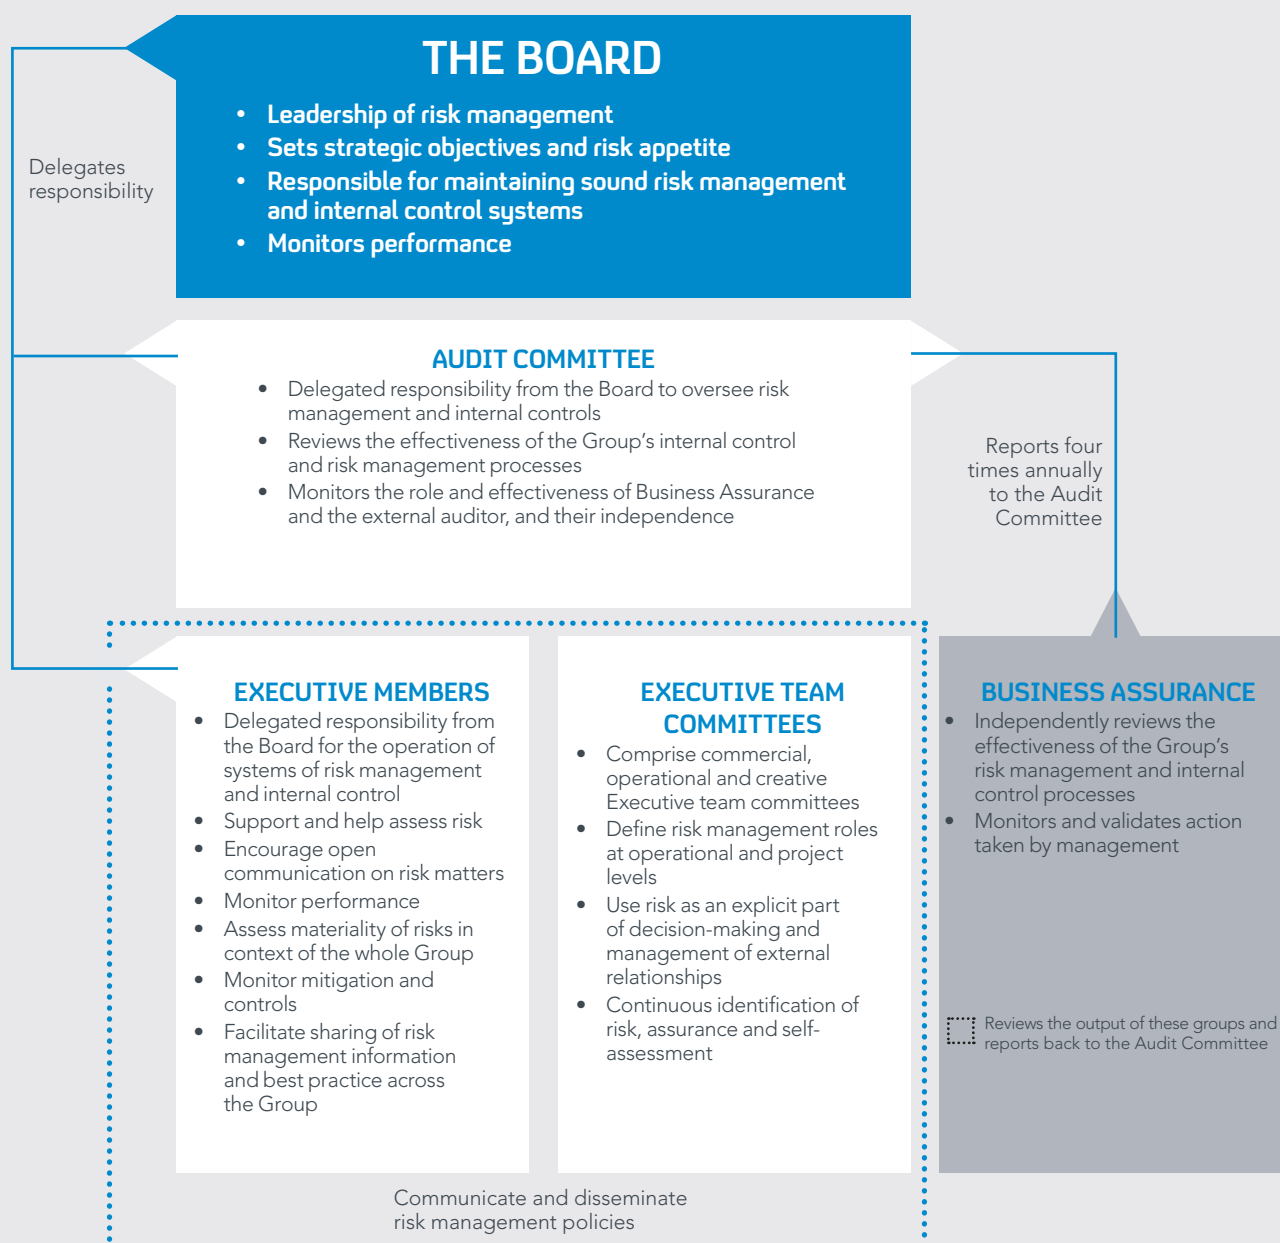 THE BOARD
• Leadership of risk management
• Sets strategic objectives and risk appetite
• Responsible for maintaining sound risk management
and internal control systems
• Monitors performance
Delegates
responsibility
AUDIT COMMITTEE
• Delegated responsibility from the Board to oversee risk
management and internal controls
• Reviews the effectiveness of the Group’s internal control
and risk management processes
• Monitors the role and effectiveness of Business Assurance
and the external auditor, and their independence
Reports four
times annually
to the Audit
Committee
EXECUTIVE MEMBERS
• Delegated responsibility from
the Board for the operation of
systems of risk management
and internal control
• Support and help assess risk
• Encourage open
communication on risk matters
• Monitor performance
• Assess materiality of risks in
context of the whole Group
• Monitor mitigation and
controls
• Facilitate sharing of risk
management information
and best practice across
the Group
EXECUTIVE TEAM
COMMITTEES
• Comprise commercial,
operational and creative
Executive team committees
• Define risk management roles
at operational and project
levels
• Use risk as an explicit part
of decision-making and
management of external
relationships
• Continuous identification of
risk, assurance and self-
assessment
BUSINESS ASSURANCE
• Independently reviews the
effectiveness of the Group’s
risk management and internal
control processes
• Monitors and validates action
taken by management
Reviews the output of these groups and
reports back to the Audit Committee
Communicate and disseminate
risk management policies